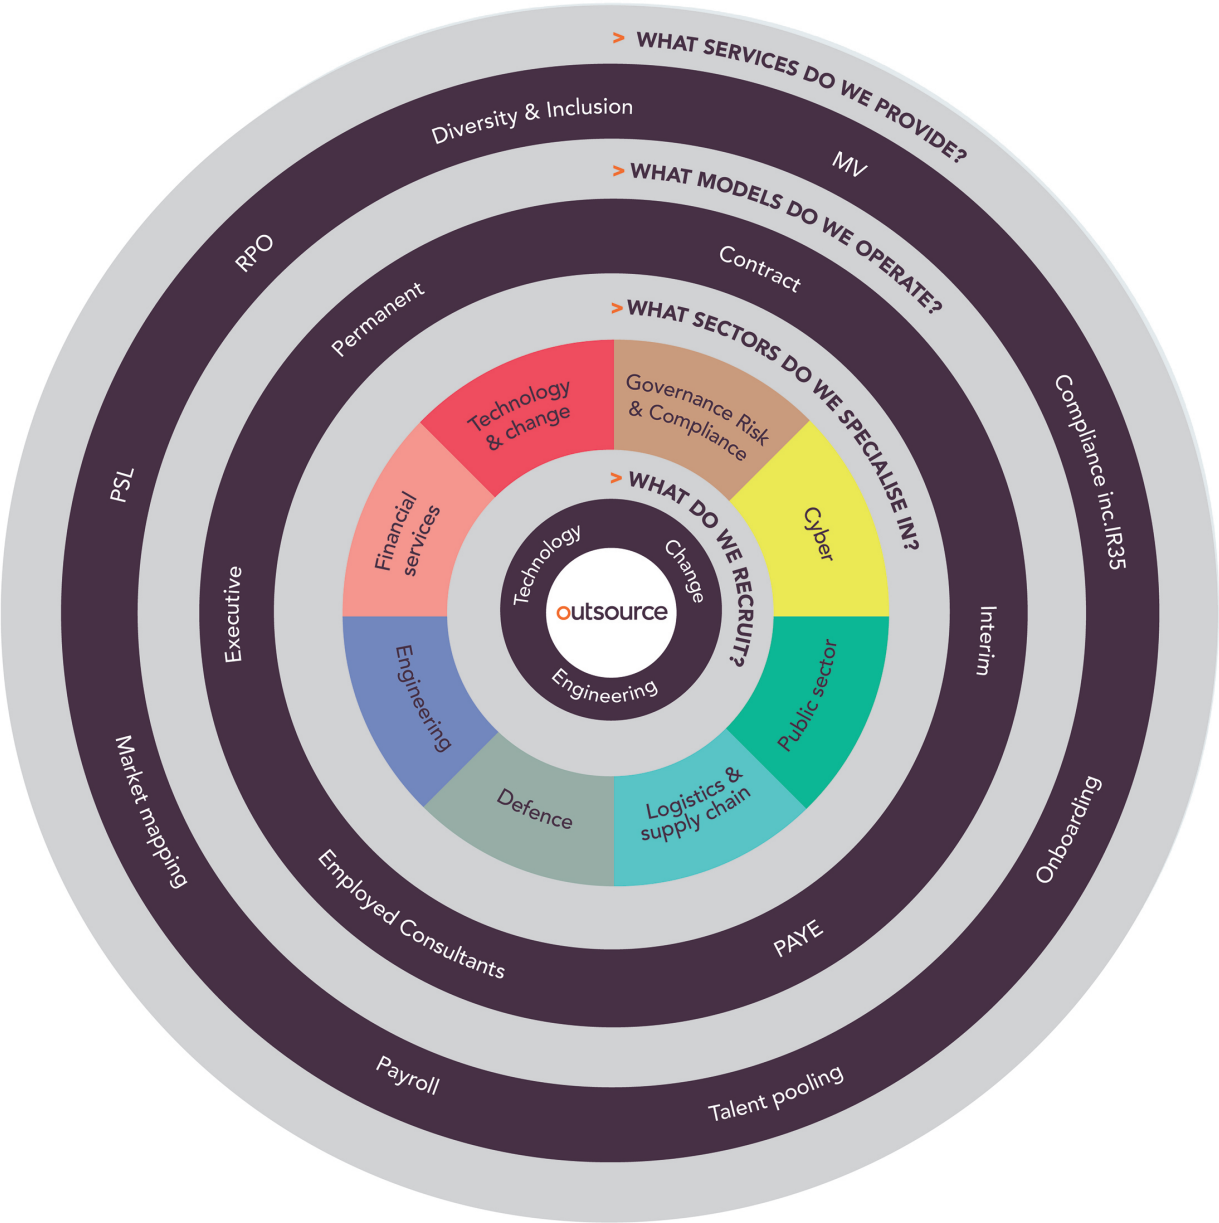 > WHAT SERVICES DO WE PROVIDE?
Diversity & Inclusion
MV
Compliance inc.IR35
Onboarding
Talent pooling
Payroll
Market mapping
PSL
RPO
> WHAT MODELS DO WE OPERATE?
Contract
Interim
PAYE
Employed Consultants
Executive
Permanent
> WHAT SECTORS DO WE SPECIALISE IN?
Governance Risk
& Compliance
Cyber
Public sector
Logistics &
supply chain
Defence
Engineering
Financial
services
Technology
& change
> WHAT DO WE RECRUIT?
Technology
Change
Engineering
outsource